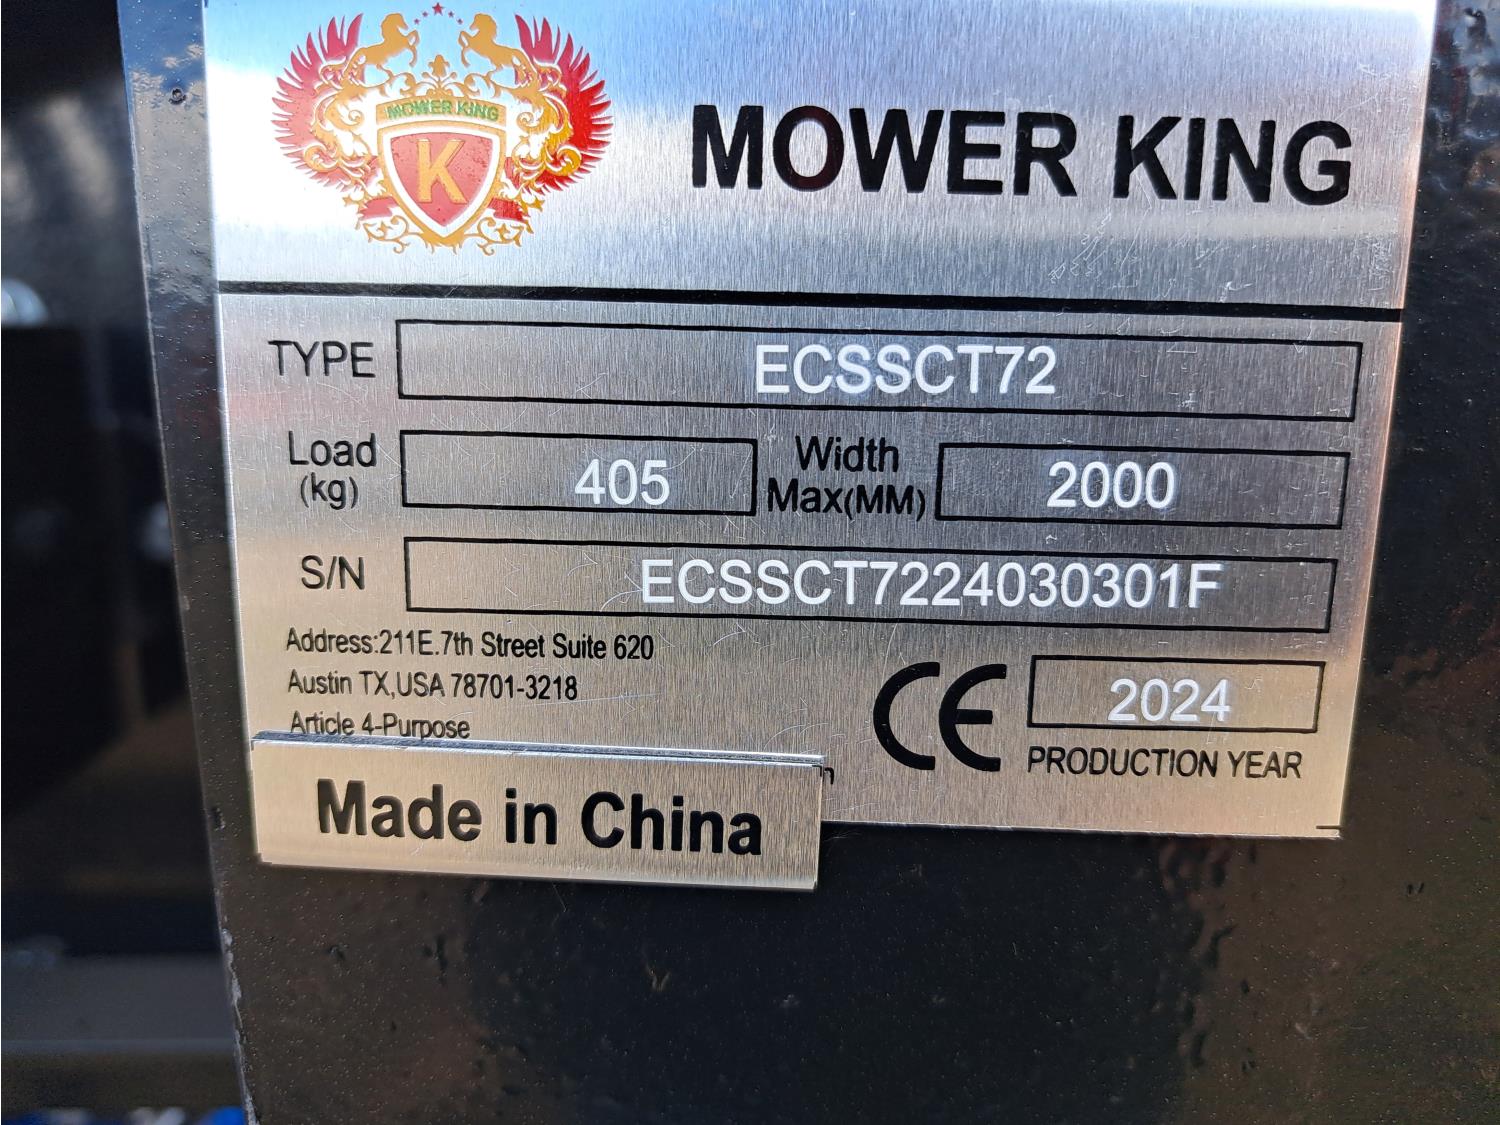 MOWER KING
K
MOWER KING
TYPE ECSSCT72
Load (kg) 405 Width Max(MM) 2000
S/N ECSSCT7224030301F
Address:211E.7th Street Suite 620
Austin TX,USA 78701-3218
Article 4-Purpose
CE 2024
PRODUCTION YEAR
Made in China